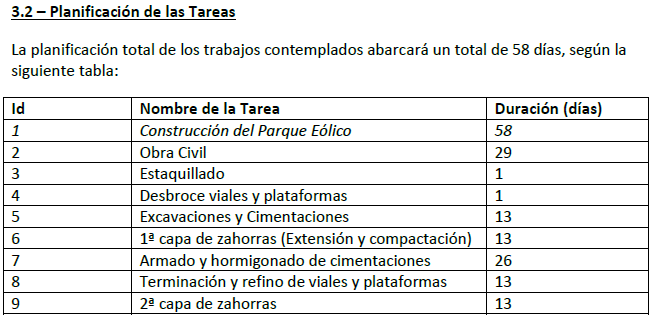 3.2 – Planificación de las Tareas
La planificación total de los trabajos contemplados abarcará un total de 58 días, según la
siguiente tabla:
Id Nombre de la Tarea Duración (días)
1 Construcción del Parque Eólico 58
2 Obra Civil 29
3 Estaquillado 1
4 Desbroce viales y plataformas 1
5 Excavaciones y Cimentaciones 13
6 1ª capa de zahorras (Extensión y compactación) 13
7 Armado y hormigonado de cimentaciones 26
8 Terminación y refino de viales y plataformas 13
9 2ª capa de zahorras 13